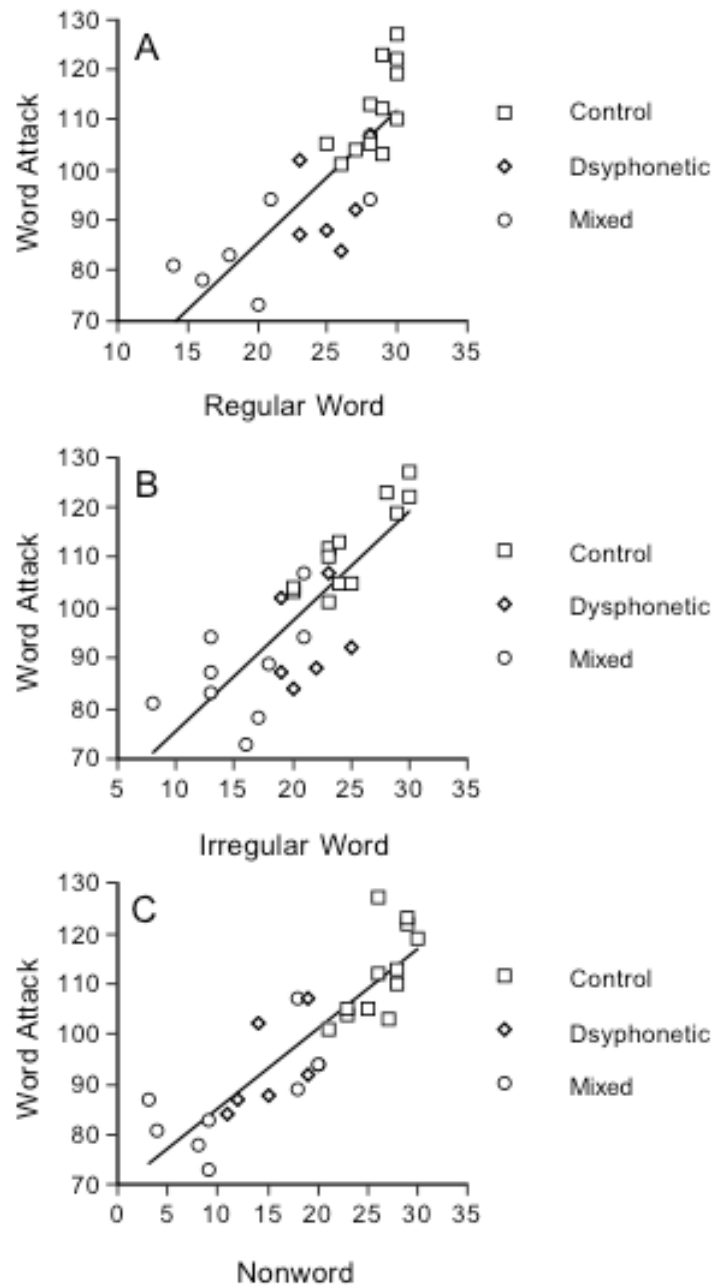 A
Word Attack
130
120
110
100
90
80
70
10 15 20 25 30 35
Regular Word
Control
Dsyphonetic
Mixed
B
Word Attack
130
120
110
100
90
80
70
5 10 15 20 25 30 35
Irregular Word
Control
Dysphonetic
Mixed
C
Word Attack
130
120
110
100
90
80
70
0 5 10 15 20 25 30 35
Nonword
Control
Dsyphonetic
Mixed